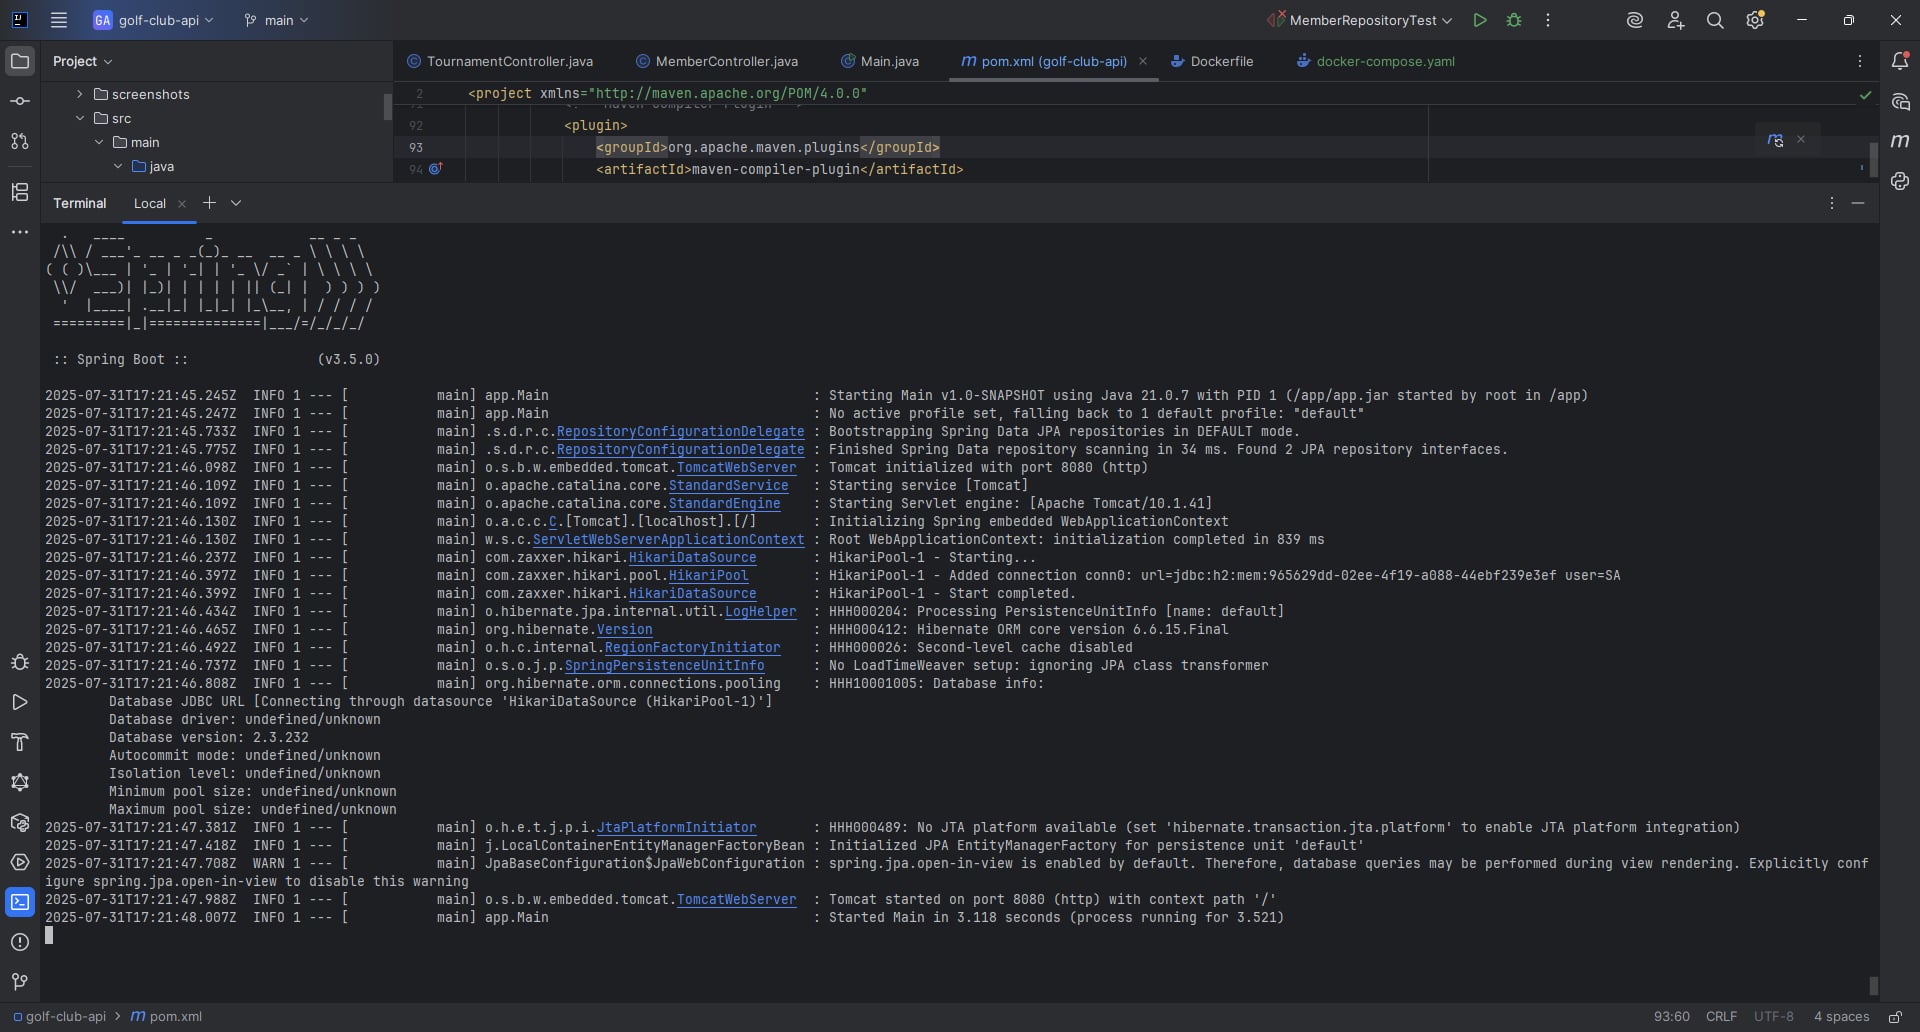 GA golf-club-api main MemberRepositoryTest
Project
TournamentController.java MemberController.java Main.java pom.xml (golf-club-api) Dockerfile docker-compose.yaml
screenshots
src
main
java
2 <project xmlns="http://maven.apache.org/POM/4.0.0"
92 <plugin>
93 <groupId>org.apache.maven.plugins</groupId>
94 <artifactId>maven-compiler-plugin</artifactId>
Terminal Local
:: Spring Boot :: (v3.5.0)
2025-07-31T17:21:45.245Z  INFO 1 --- [           main] app.Main                                 : Starting Main v1.0-SNAPSHOT using Java 21.0.7 with PID 1 (/app/app.jar started by root in /app)
2025-07-31T17:21:45.247Z  INFO 1 --- [           main] app.Main                                 : No active profile set, falling back to 1 default profile: "default"
2025-07-31T17:21:45.733Z  INFO 1 --- [           main] .s.d.r.c.RepositoryConfigurationDelegate : Bootstrapping Spring Data JPA repositories in DEFAULT mode.
2025-07-31T17:21:45.775Z  INFO 1 --- [           main] .s.d.r.c.RepositoryConfigurationDelegate : Finished Spring Data repository scanning in 34 ms. Found 2 JPA repository interfaces.
2025-07-31T17:21:46.098Z  INFO 1 --- [           main] o.s.b.w.embedded.tomcat.TomcatWebServer  : Tomcat initialized with port 8080 (http)
2025-07-31T17:21:46.109Z  INFO 1 --- [           main] o.apache.catalina.core.StandardService   : Starting service [Tomcat]
2025-07-31T17:21:46.109Z  INFO 1 --- [           main] o.apache.catalina.core.StandardEngine    : Starting Servlet engine: [Apache Tomcat/10.1.41]
2025-07-31T17:21:46.130Z  INFO 1 --- [           main] o.a.c.c.C.[Tomcat].[localhost].[/]       : Initializing Spring embedded WebApplicationContext
2025-07-31T17:21:46.130Z  INFO 1 --- [           main] w.s.c.ServletWebServerApplicationContext : Root WebApplicationContext: initialization completed in 839 ms
2025-07-31T17:21:46.237Z  INFO 1 --- [           main] com.zaxxer.hikari.HikariDataSource       : HikariPool-1 - Starting...
2025-07-31T17:21:46.397Z  INFO 1 --- [           main] com.zaxxer.hikari.pool.HikariPool        : HikariPool-1 - Added connection conn0: url=jdbc:h2:mem:965629dd-02ee-4f19-a088-44ebf239e3ef user=SA
2025-07-31T17:21:46.399Z  INFO 1 --- [           main] com.zaxxer.hikari.HikariDataSource       : HikariPool-1 - Start completed.
2025-07-31T17:21:46.434Z  INFO 1 --- [           main] o.hibernate.jpa.internal.util.LogHelper  : HHH000204: Processing PersistenceUnitInfo [name: default]
2025-07-31T17:21:46.465Z  INFO 1 --- [           main] org.hibernate.Version                    : HHH000412: Hibernate ORM core version 6.6.15.Final
2025-07-31T17:21:46.492Z  INFO 1 --- [           main] o.h.c.internal.RegionFactoryInitiator    : HHH000026: Second-level cache disabled
2025-07-31T17:21:46.737Z  INFO 1 --- [           main] o.s.o.j.p.SpringPersistenceUnitInfo      : No LoadTimeWeaver setup: ignoring JPA class transformer
2025-07-31T17:21:46.808Z  INFO 1 --- [           main] org.hibernate.orm.connections.pooling    : HHH10001005: Database info:
Database JDBC URL [Connecting through datasource 'HikariDataSource (HikariPool-1)']
Database driver: undefined/unknown
Database version: 2.3.232
Autocommit mode: undefined/unknown
Isolation level: undefined/unknown
Minimum pool size: undefined/unknown
Maximum pool size: undefined/unknown
2025-07-31T17:21:47.381Z  INFO 1 --- [           main] o.h.e.t.j.p.i.JtaPlatformInitiator       : HHH000489: No JTA platform available (set 'hibernate.transaction.jta.platform' to enable JTA platform integration)
2025-07-31T17:21:47.418Z  INFO 1 --- [           main] j.LocalContainerEntityManagerFactoryBean : Initialized JPA EntityManagerFactory for persistence unit 'default'
2025-07-31T17:21:47.708Z  WARN 1 --- [           main] JpaBaseConfiguration$JpaWebConfiguration : spring.jpa.open-in-view is enabled by default. Therefore, database queries may be performed during view rendering. Explicitly conf
igure spring.jpa.open-in-view to disable this warning
2025-07-31T17:21:47.988Z  INFO 1 --- [           main] o.s.b.w.embedded.tomcat.TomcatWebServer  : Tomcat started on port 8080 (http) with context path '/'
2025-07-31T17:21:48.007Z  INFO 1 --- [           main] app.Main                                 : Started Main in 3.118 seconds (process running for 3.521)
golf-club-api > pom.xml 93:60 CRLF UTF-8 4 spaces